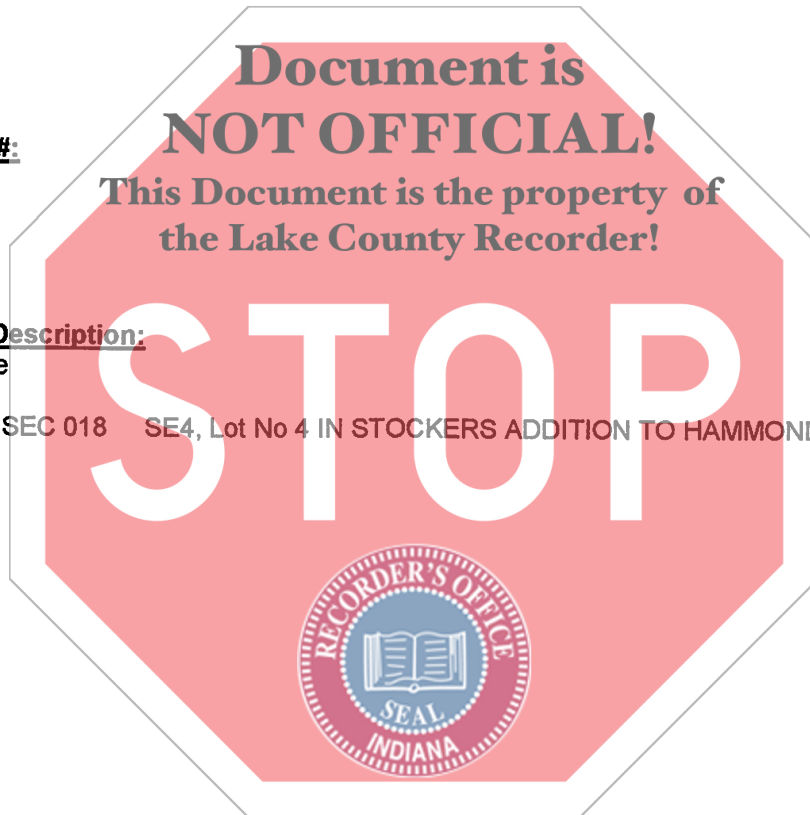 Document is
NOT OFFICIAL!
#:
This Document is the property of
the Lake County Recorder!
STOP
Description:
e
SEC 018 SE4, Lot No 4 IN STOCKERS ADDITION TO HAMMOND
RECORDER'S OFFICE
SEAL
INDIANA